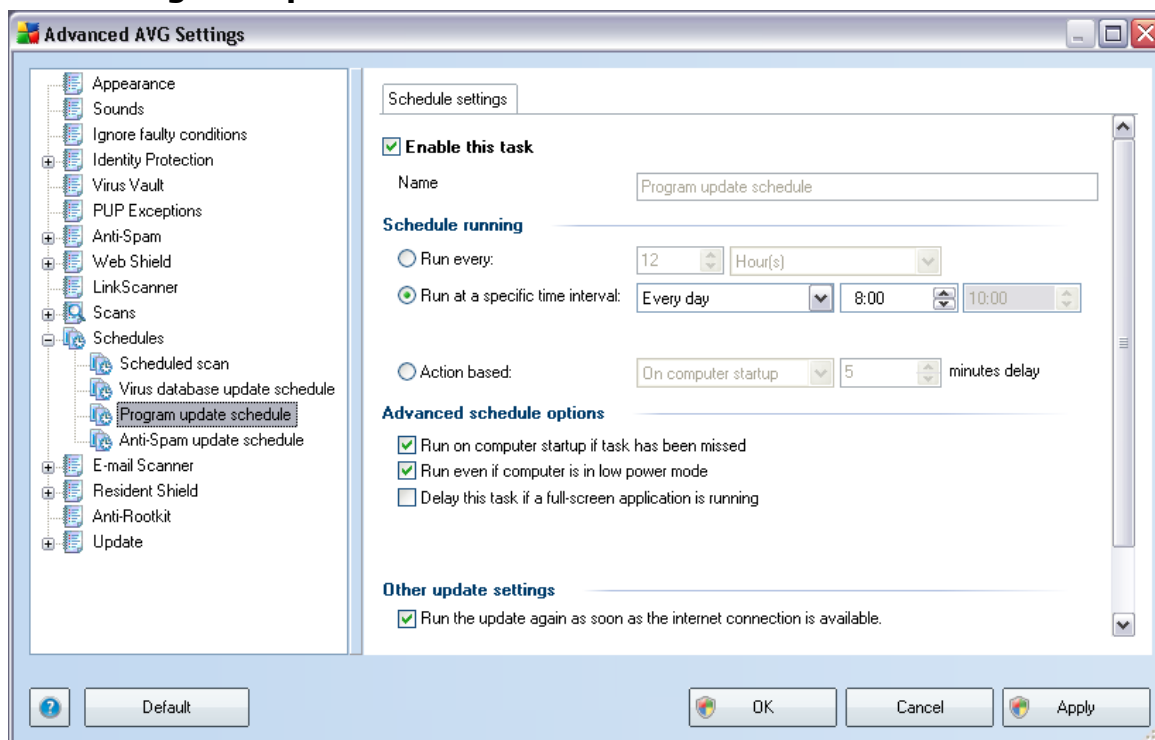 Advanced AVG Settings
Appearance
Sounds
Ignore faulty conditions
Identity Protection
Virus Vault
PUP Exceptions
Anti-Spam
Web Shield
LinkScanner
Scans
Schedules
Scheduled scan
Virus database update schedule
Program update schedule
Anti-Spam update schedule
E-mail Scanner
Resident Shield
Anti-Rootkit
Update
Schedule settings
Enable this task
Name Program update schedule
Schedule running
Run every: 12 Hour(s)
Run at a specific time interval: Every day 8:00 10:00
Action based: On computer startup 5 minutes delay
Advanced schedule options
Run on computer startup if task has been missed
Run even if computer is in low power mode
Delay this task if a full-screen application is running
Other update settings
Run the update again as soon as the internet connection is available.
? Default OK Cancel Apply